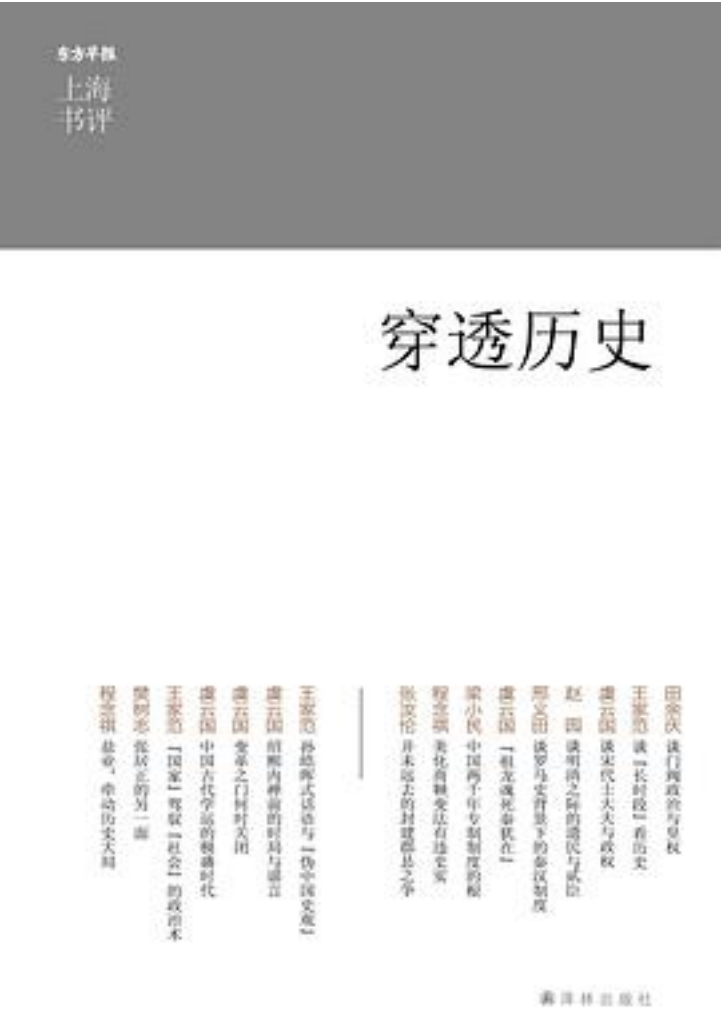 东方早报
上海
书评
穿透历史
田余庆 谈门阀政治与皇权
王家范 谈『长时段』看历史
虞云国 谈宋代士大夫与政权
赵园 谈明清之际的遗民与贰臣
邢义田 谈罗马史背景下的秦汉制度
虞云国 『祖龙魂死秦犹在』
梁小民 中国两千年专制制度的根
程念祺 美化商鞅变法有违史实
张汝伦 并未远去的封建郡县之争
王家范 孙皓晖式话语与『伪中国史观』
虞云国 绍熙内禅前的时局与谣言
虞云国 变革之门何时关闭
虞云国 中国古代学运的极盛时代
王家范 『国家』驾驭『社会』的政治术
樊树志 张居正的另一面
程念祺 盐业，牵动历史大局
译林出版社